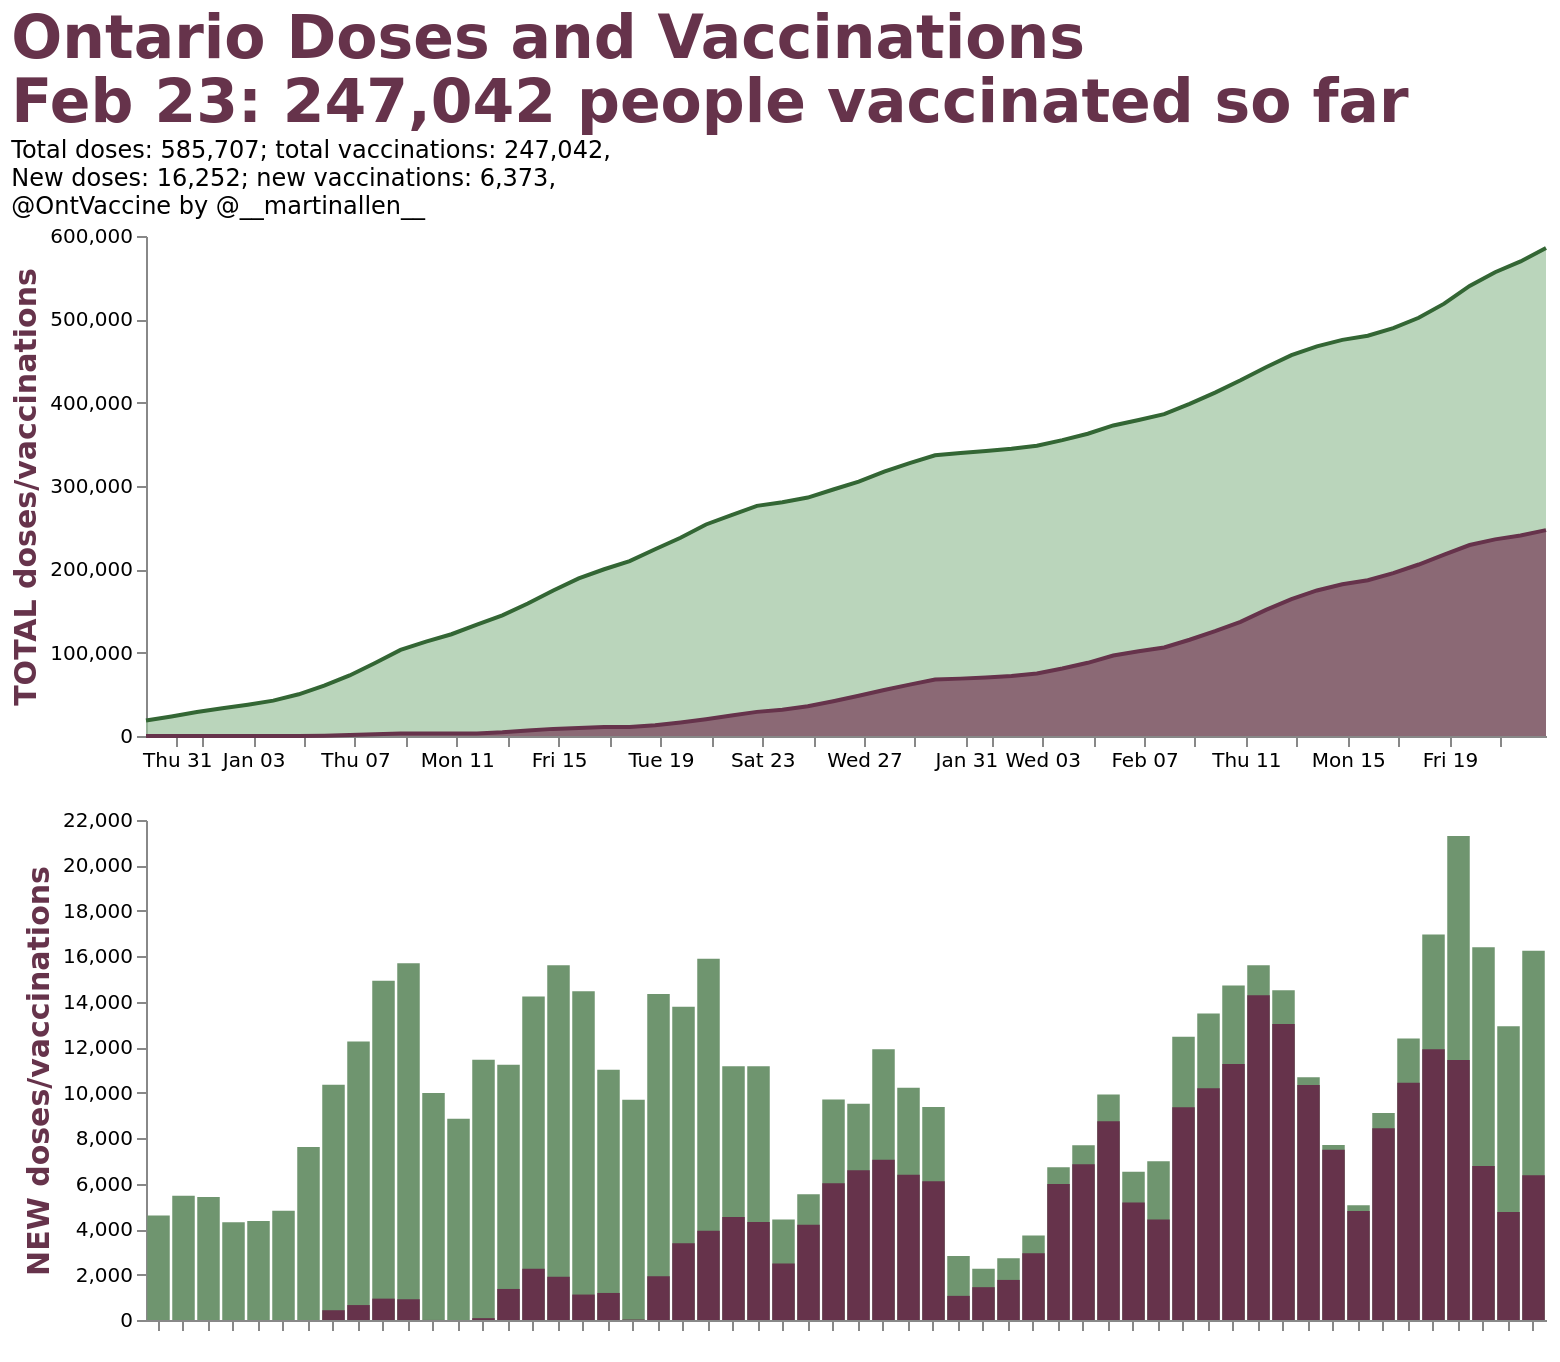 Ontario Doses and Vaccinations
Feb 23: 247,042 people vaccinated so far
Total doses: 585,707; total vaccinations: 247,042,
New doses: 16,252; new vaccinations: 6,373,
@OntVaccine by @__martinallen__
TOTAL doses/vaccinations
600,000
500,000
400,000
300,000
200,000
100,000
0
Thu 31 Jan 03 Thu 07 Mon 11 Fri 15 Tue 19 Sat 23 Wed 27 Jan 31 Wed 03 Feb 07 Thu 11 Mon 15 Fri 19
NEW doses/vaccinations
22,000
20,000
18,000
16,000
14,000
12,000
10,000
8,000
6,000
4,000
2,000
0